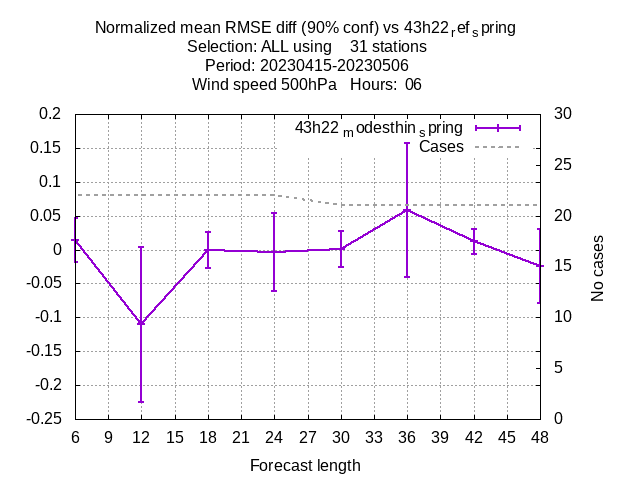 Normalized mean RMSE diff (90% conf) vs 43h22refspring
Selection: ALL using 31 stations
Period: 20230415-20230506
Wind speed 500hPa Hours: 06
43h22modesthinspring
Cases
0.2
0.15
0.1
0.05
0
-0.05
-0.1
-0.15
-0.2
-0.25
30
25
20
15
10
5
0
No cases
6 9 12 15 18 21 24 27 30 33 36 39 42 45 48
Forecast length